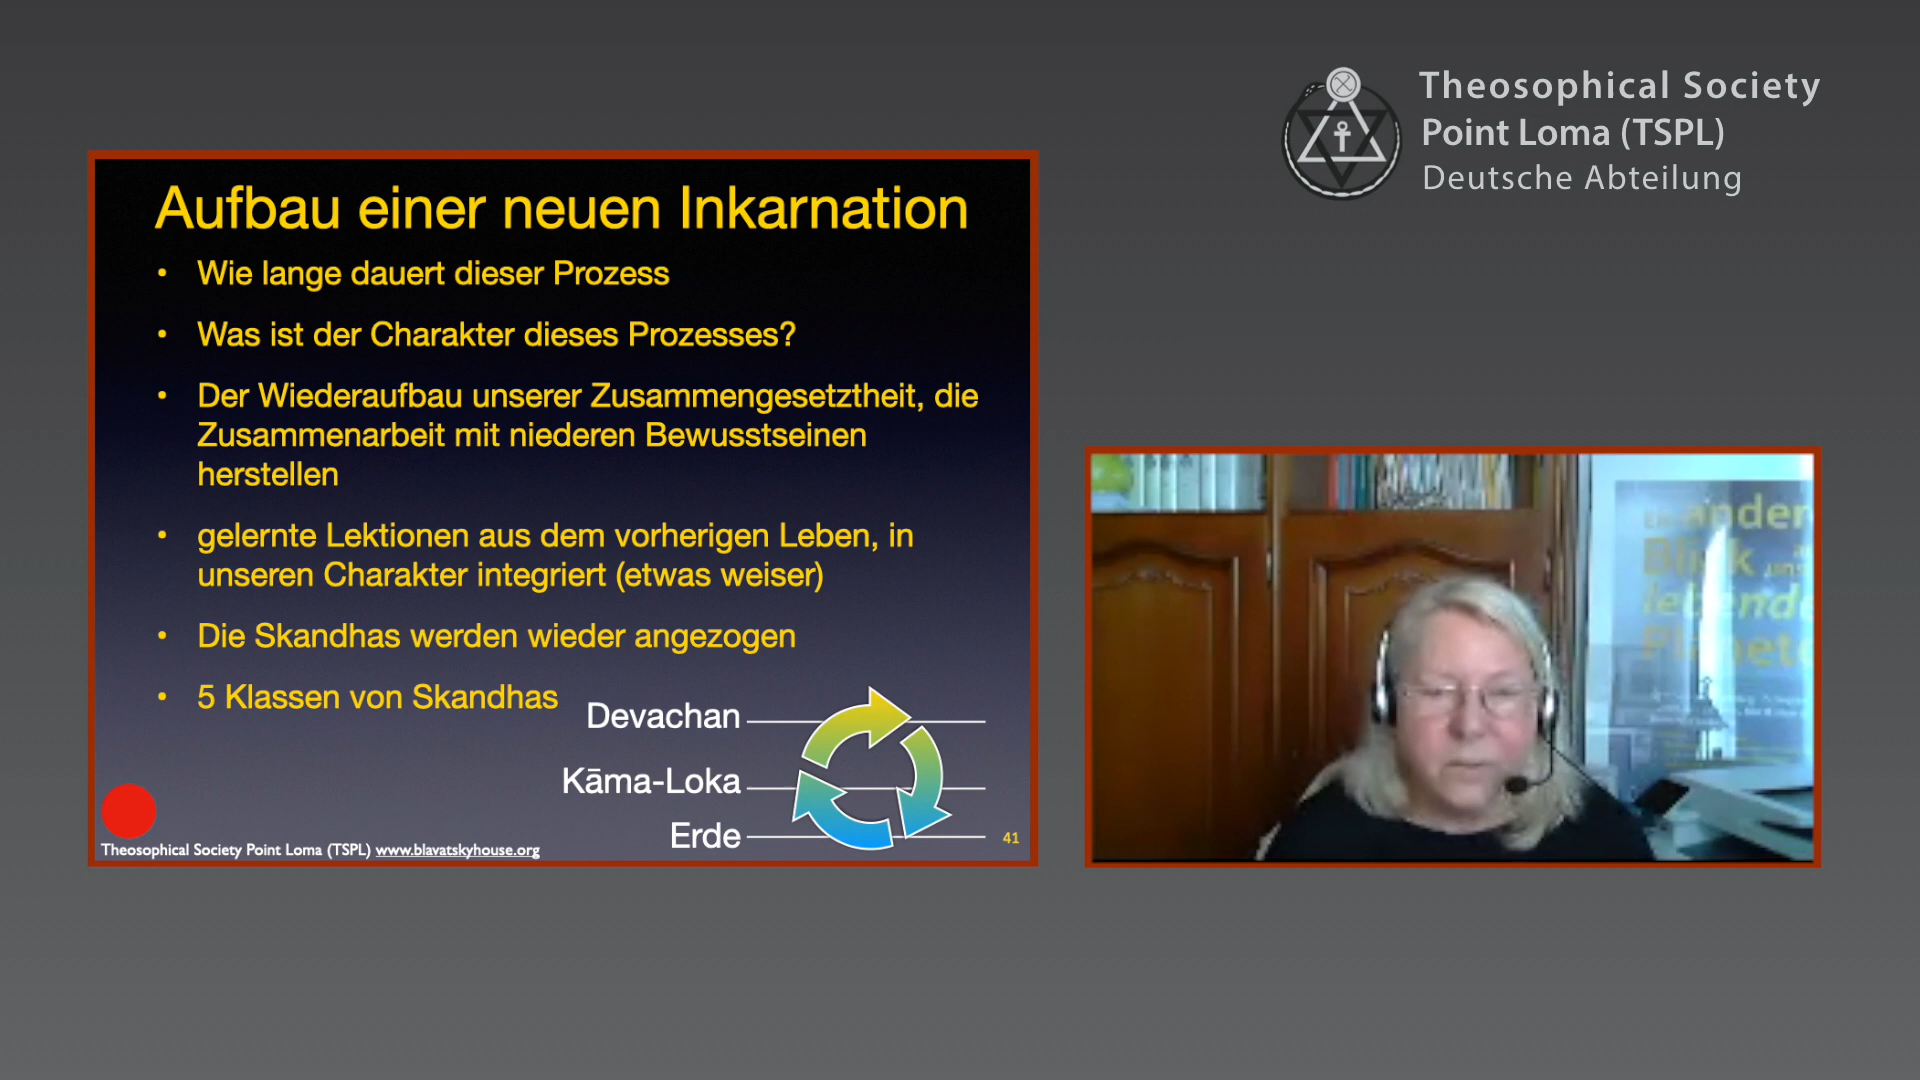 Theosophical Society
Point Loma (TSPL)
Deutsche Abteilung
Aufbau einer neuen Inkarnation
• Wie lange dauert dieser Prozess
• Was ist der Charakter dieses Prozesses?
• Der Wiederaufbau unserer Zusammengesetztheit, die
Zusammenarbeit mit niederen Bewusstseinen
herstellen
• gelernte Lektionen aus dem vorherigen Leben, in
unseren Charakter integriert (etwas weiser)
• Die Skandhas werden wieder angezogen
• 5 Klassen von Skandhas
Devachan
Kāma-Loka
Erde
Theosophical Society Point Loma (TSPL) www.blavatskyhouse.org
41
ander
Blick